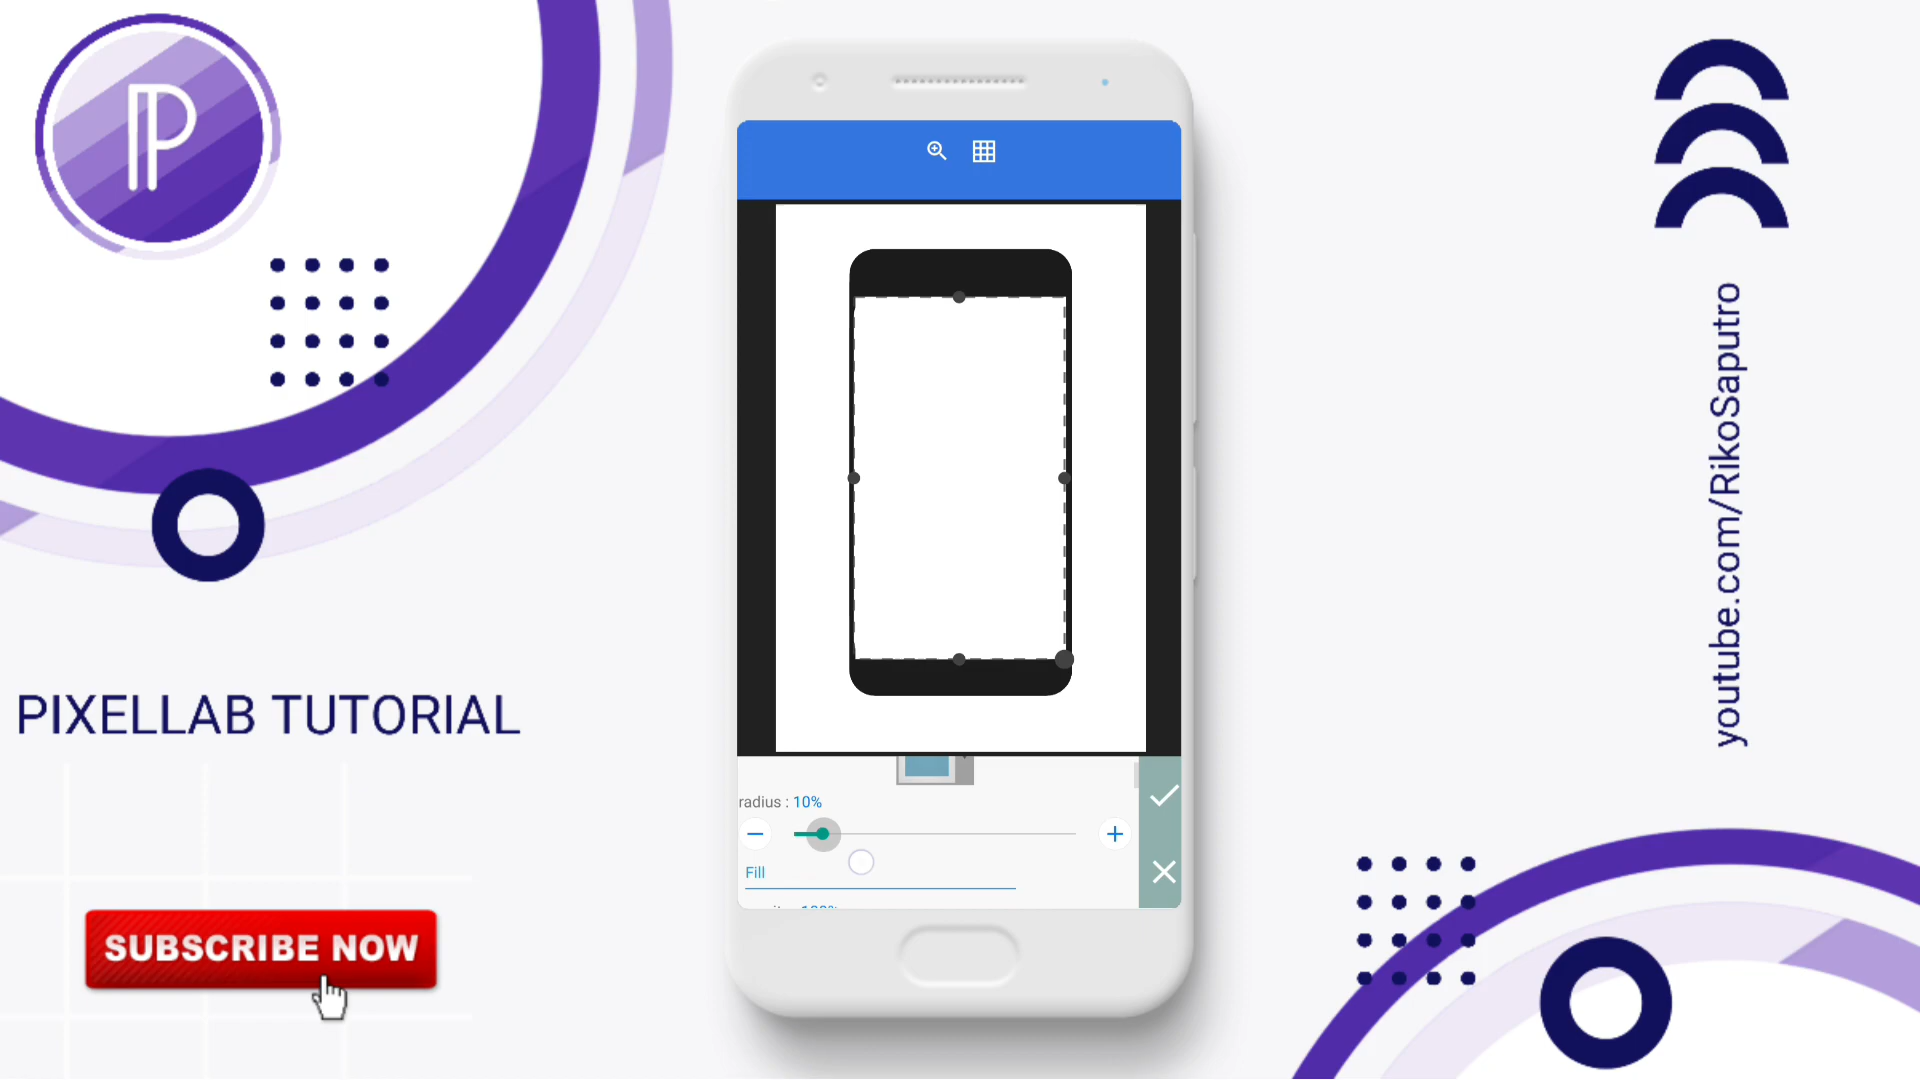 radius : 10%
Fill
PIXELLAB TUTORIAL
SUBSCRIBE NOW
youtube.com/RikoSaputro